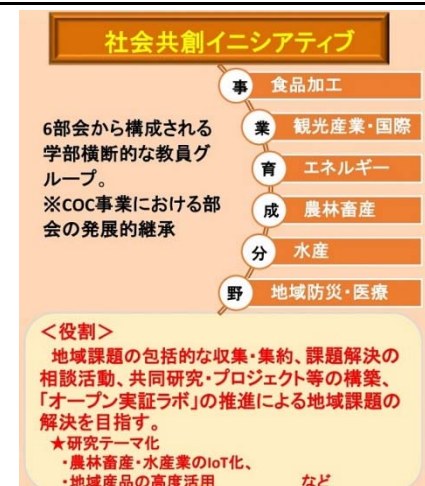 社会共創イニシアティブ
事 食品加工
業 観光産業・国際
育 エネルギー
成 農林畜産
分 水産
野 地域防災・医療
6部会から構成される
学部横断的な教員グ
ループ。
※COC事業における部
会の発展的継承
＜役割＞
地域課題の包括的な収集・集約、課題解決の
相談活動、共同研究・プロジェクト等の構築、
「オープン実証ラボ」の推進による地域課題の
解決を目指す。
★研究テーマ化
・農林畜産・水産業のIoT化、
・地域産品の高度活用 など